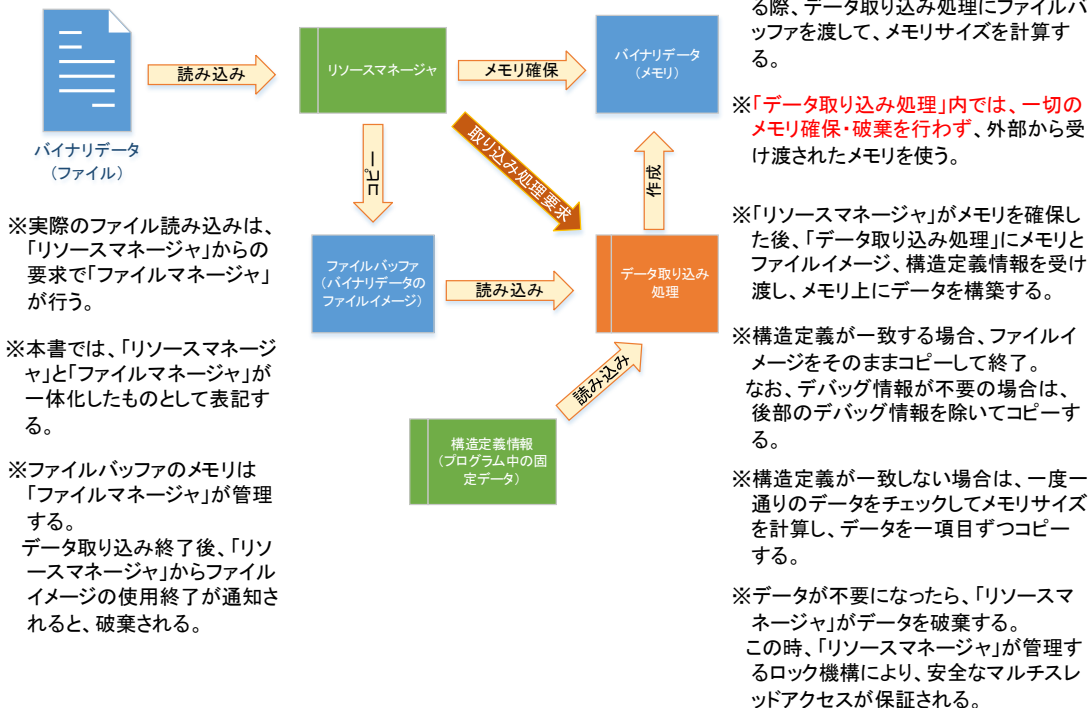 バイナリデータ
（ファイル）
読み込み
リソースマネージャ
メモリ確保
バイナリデータ
（メモリ）
コピー
取り込み処理要求
作成
ファイルバッファ
（バイナリデータの
ファイルイメージ）
読み込み
データ取り込み
処理
読み込み
構造定義情報
（プログラム中の固
定データ）
※実際のファイル読み込みは、
「リソースマネージャ」からの
要求で「ファイルマネージャ」
が行う。
※本書では、「リソースマネージ
ャ」と「ファイルマネージャ」が
一体化したものとして表記す
る。
※ファイルバッファのメモリは
「ファイルマネージャ」が管理
する。
データ取り込み終了後、「リソ
ースマネージャ」からファイル
イメージの使用終了が通知さ
れると、破棄される。
る際、データ取り込み処理にファイルバ
ッファを渡して、メモリサイズを計算す
る。
※「データ取り込み処理」内では、一切の
メモリ確保・破棄を行わず、外部から受
け渡されたメモリを使う。
※「リソースマネージャ」がメモリを確保し
た後、「データ取り込み処理」にメモリと
ファイルイメージ、構造定義情報を受け
渡し、メモリ上にデータを構築する。
※構造定義が一致する場合、ファイルイ
メージをそのままコピーして終了。
なお、デバッグ情報が不要の場合は、
後部のデバッグ情報を除いてコピーす
る。
※構造定義が一致しない場合は、一度一
通りのデータをチェックしてメモリサイズ
を計算し、データを一項目ずつコピー
する。
※データが不要になったら、「リソースマ
ネージャ」がデータを破棄する。
この時、「リソースマネージャ」が管理す
るロック機構により、安全なマルチスレ
ッドアクセスが保証される。